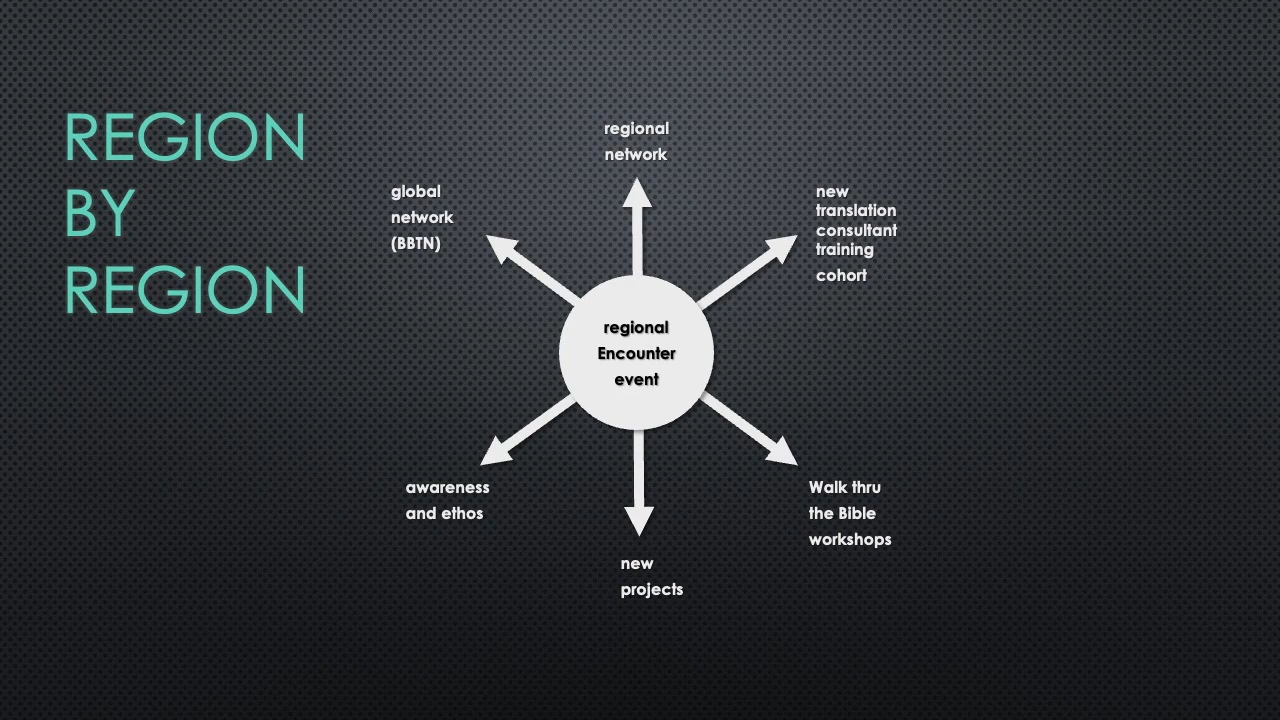 REGION
BY
REGION
regional
network
global
network
(BBTN)
new
translation
consultant
training
cohort
regional
Encounter
event
awareness
and ethos
Walk thru
the Bible
workshops
new
projects